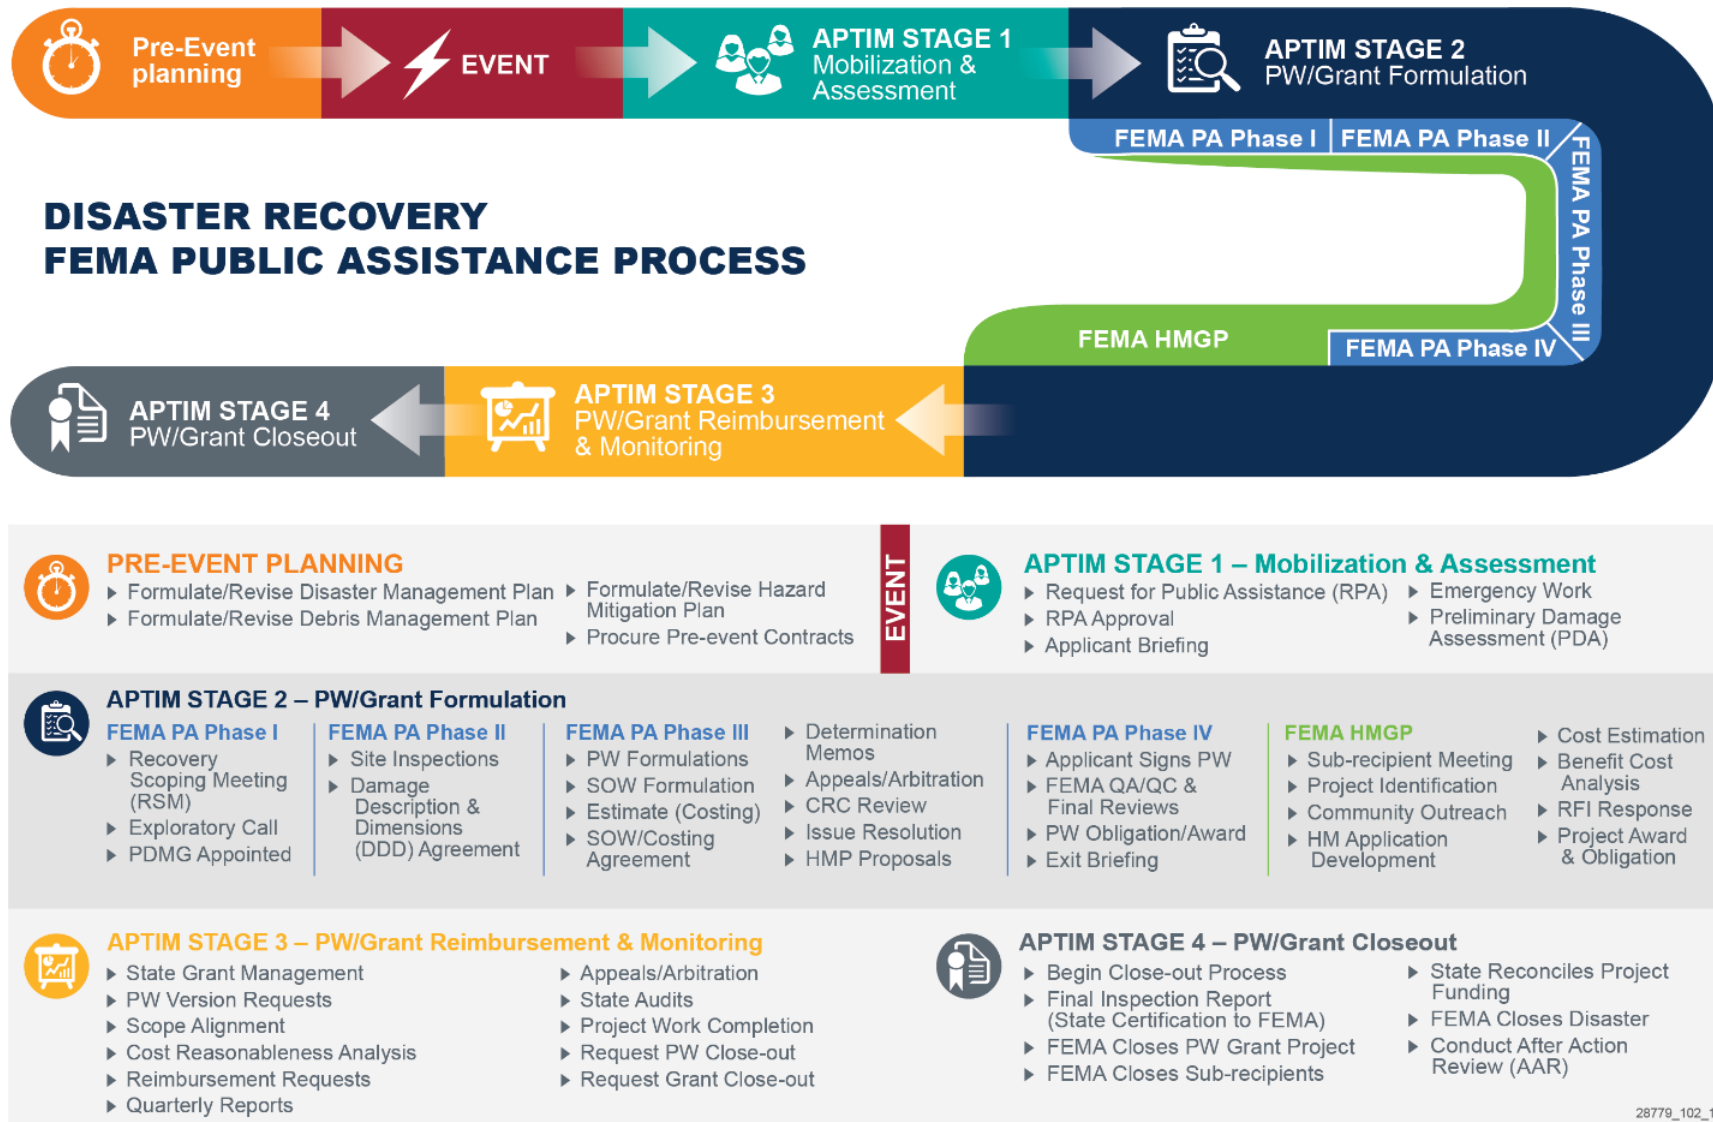 Pre-Event
planning
EVENT
APTIM STAGE 1
Mobilization &
Assessment
APTIM STAGE 2
PW/Grant Formulation
FEMA PA Phase I
FEMA PA Phase II
FEMA PA Phase III
DISASTER RECOVERY
FEMA PUBLIC ASSISTANCE PROCESS
FEMA HMGP
FEMA PA Phase IV
APTIM STAGE 4
PW/Grant Closeout
APTIM STAGE 3
PW/Grant Reimbursement
& Monitoring
PRE-EVENT PLANNING
Formulate/Revise Disaster Management Plan
Formulate/Revise Debris Management Plan
Formulate/Revise Hazard
Mitigation Plan
Procure Pre-event Contracts
EVENT
APTIM STAGE 1 – Mobilization & Assessment
Request for Public Assistance (RPA)
RPA Approval
Applicant Briefing
Emergency Work
Preliminary Damage
Assessment (PDA)
APTIM STAGE 2 – PW/Grant Formulation
FEMA PA Phase I
Recovery
Scoping Meeting
(RSM)
Exploratory Call
PDMG Appointed
FEMA PA Phase II
Site Inspections
Damage
Description &
Dimensions
(DDD) Agreement
FEMA PA Phase III
PW Formulations
SOW Formulation
Estimate (Costing)
SOW/Costing
Agreement
Determination
Memos
Appeals/Arbitration
CRC Review
Issue Resolution
HMP Proposals
FEMA PA Phase IV
Applicant Signs PW
FEMA QA/QC &
Final Reviews
PW Obligation/Award
Exit Briefing
FEMA HMGP
Sub-recipient Meeting
Project Identification
Community Outreach
HM Application
Development
Cost Estimation
Benefit Cost
Analysis
RFI Response
Project Award
& Obligation
APTIM STAGE 3 – PW/Grant Reimbursement & Monitoring
State Grant Management
PW Version Requests
Scope Alignment
Cost Reasonableness Analysis
Reimbursement Requests
Quarterly Reports
Appeals/Arbitration
State Audits
Project Work Completion
Request PW Close-out
Request Grant Close-out
APTIM STAGE 4 – PW/Grant Closeout
Begin Close-out Process
Final Inspection Report
(State Certification to FEMA)
FEMA Closes PW Grant Project
FEMA Closes Sub-recipients
State Reconciles Project
Funding
FEMA Closes Disaster
Conduct After Action
Review (AAR)
28779_102_1